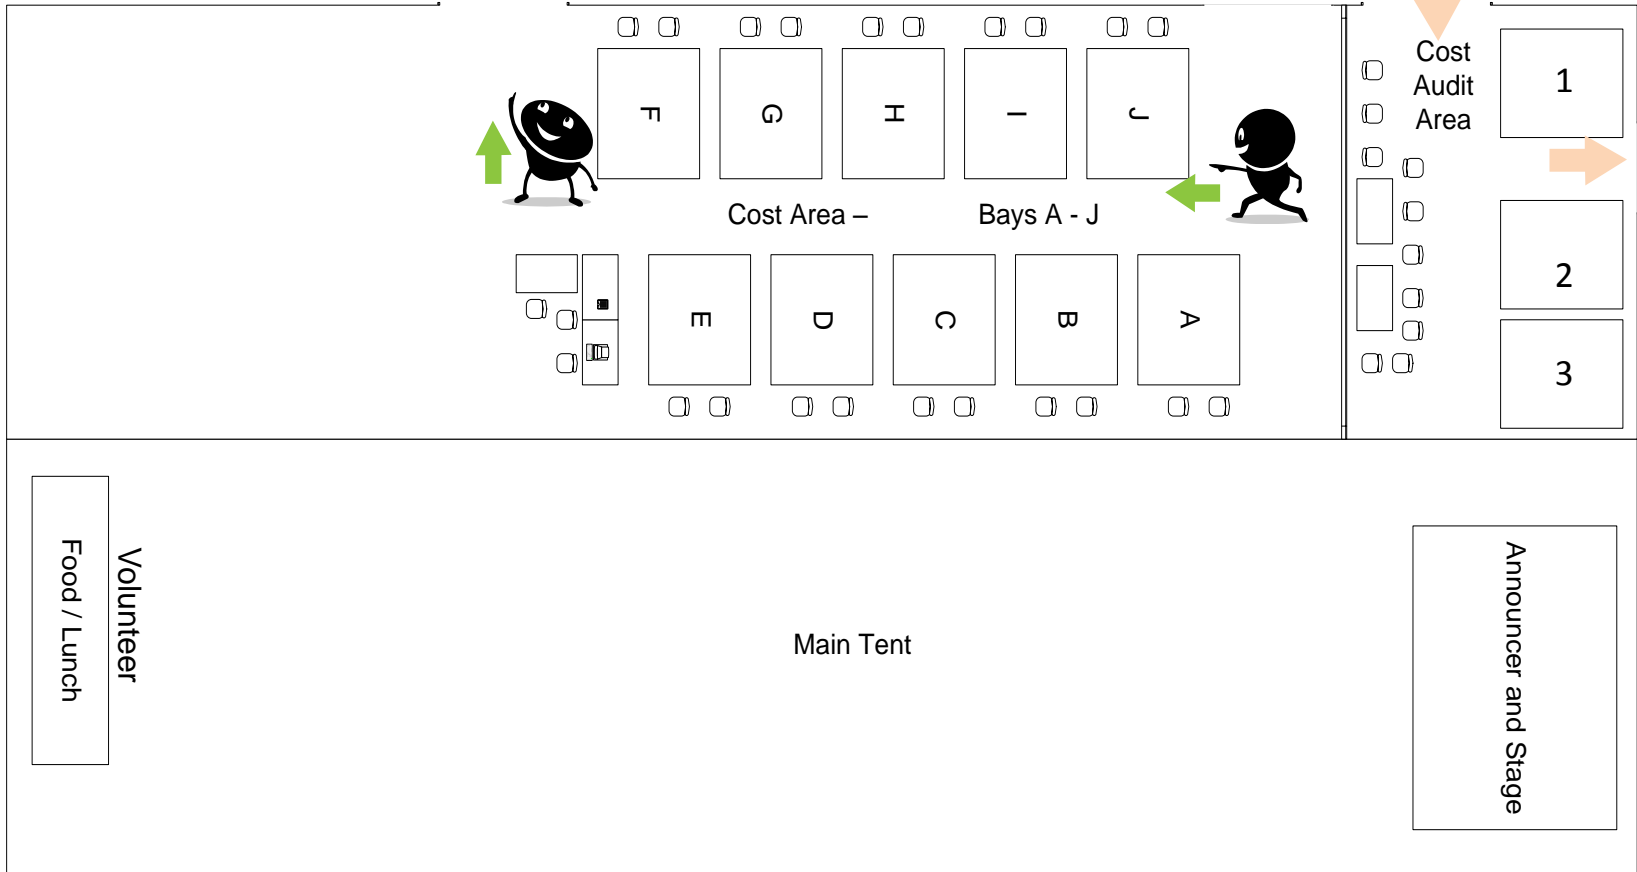 F
G
H
I
J
Cost
Audit
Area
1
Cost Area –
Bays A - J
2
E
D
C
B
A
3
Volunteer
Food / Lunch
Main Tent
Announcer and Stage